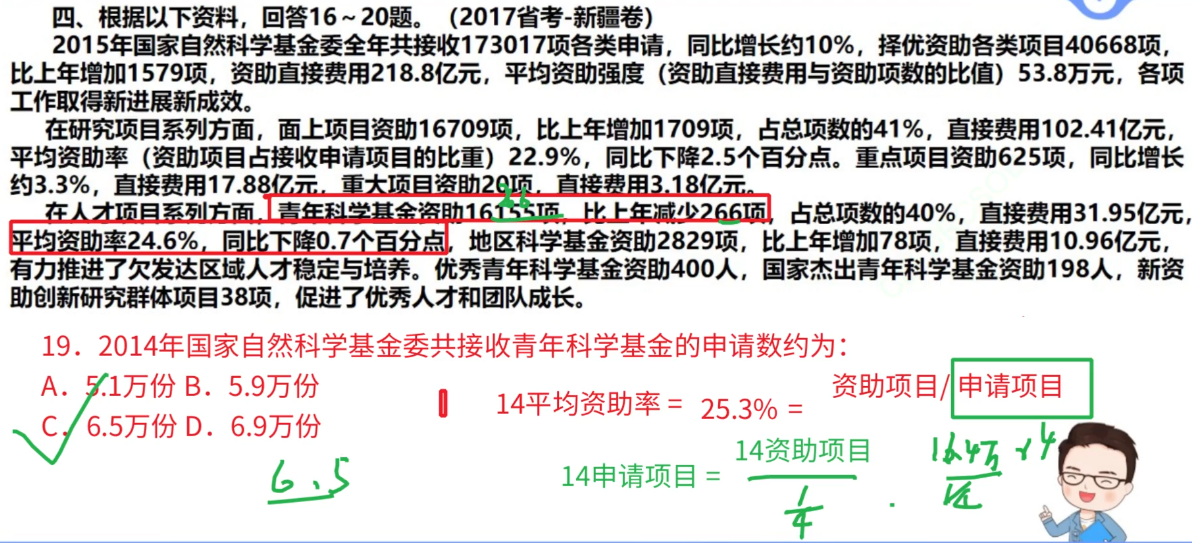 四、根据以下资料，回答16～20题。（2017省考-新疆卷）
2015年国家自然科学基金委全年共接收173017项各类申请，同比增长约10%，择优资助各类项目40668项，
比上年增加1579项，资助直接费用218.8亿元，平均资助强度（资助直接费用与资助项数的比值）53.8万元，各项
工作取得新进展新成效。
在研究项目系列方面，面上项目资助16709项，比上年增加1709项，占总项数的41%，直接费用102.41亿元，
平均资助率（资助项目占接收申请项目的比重）22.9%，同比下降2.5个百分点。重点项目资助625项，同比增长
约3.3%，直接费用17.88亿元，重大项目资助20项，直接费用3.18亿元。
26
在人才项目系列方面，青年科学基金资助16155项，比上年减少266项，占总项数的40%，直接费用31.95亿元，
平均资助率24.6%，同比下降0.7个百分点，地区科学基金资助2829项，比上年增加78项，直接费用10.96亿元，
有力推进了欠发达区域人才稳定与培养。优秀青年科学基金资助400人，国家杰出青年科学基金资助198人，新资
助创新研究群体项目38项，促进了优秀人才和团队成长。
19．2014年国家自然科学基金委共接收青年科学基金的申请数约为：
A．5.1万份 B．5.9万份
C．6.5万份 D．6.9万份
14平均资助率 = 25.3% = 资助项目/申请项目
6.5
14申请项目 = 14资助项目
1
4
16.4万 × 4